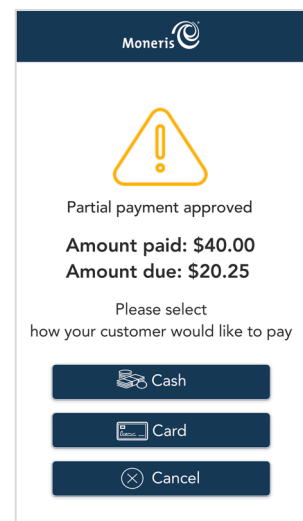 Moneris
Partial payment approved
Amount paid: $40.00
Amount due: $20.25
Please select
how your customer would like to pay
Cash
Card
Cancel